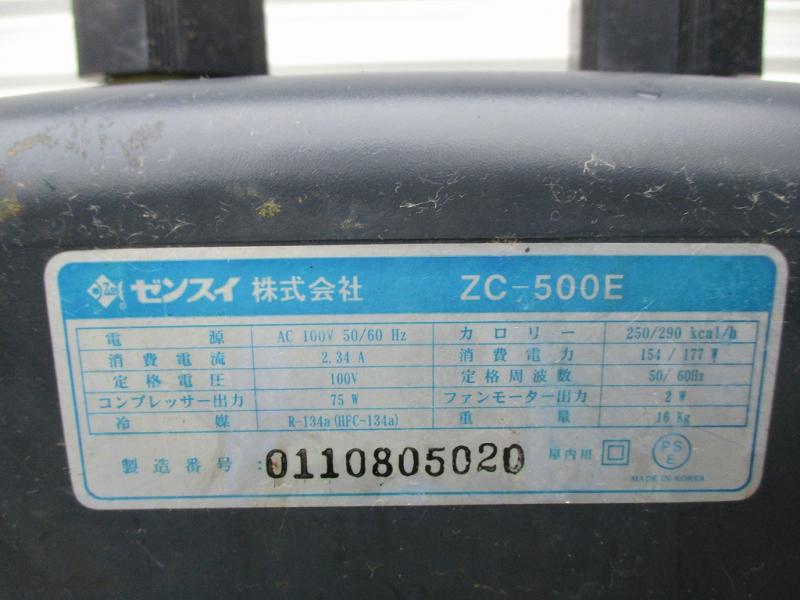 ゼンスイ 株式会社 ZC-500E
電源 AC 100V 50/60 Hz カロリー 250/290 kcal/h
消費電流 2.34 A 消費電力 154 / 177 W
定格電圧 100V 定格周波数 50/ 60Hz
コンプレッサー出力 75 W ファンモーター出力 2 W
冷媒 R-134a(HFC-134a) 重量 16 Kg
製造番号 : 0110805020 屋内用 PS E
MADE IN KOREA